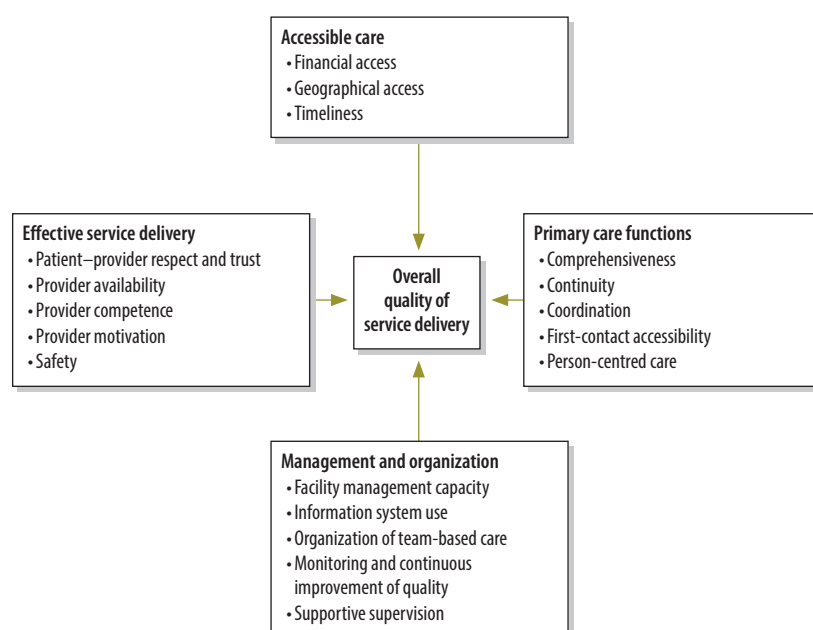 Accessible care
• Financial access
• Geographical access
• Timeliness
Effective service delivery
• Patient–provider respect and trust
• Provider availability
• Provider competence
• Provider motivation
• Safety
Overall
quality of
service delivery
Primary care functions
• Comprehensiveness
• Continuity
• Coordination
• First-contact accessibility
• Person-centred care
Management and organization
• Facility management capacity
• Information system use
• Organization of team-based care
• Monitoring and continuous
improvement of quality
• Supportive supervision